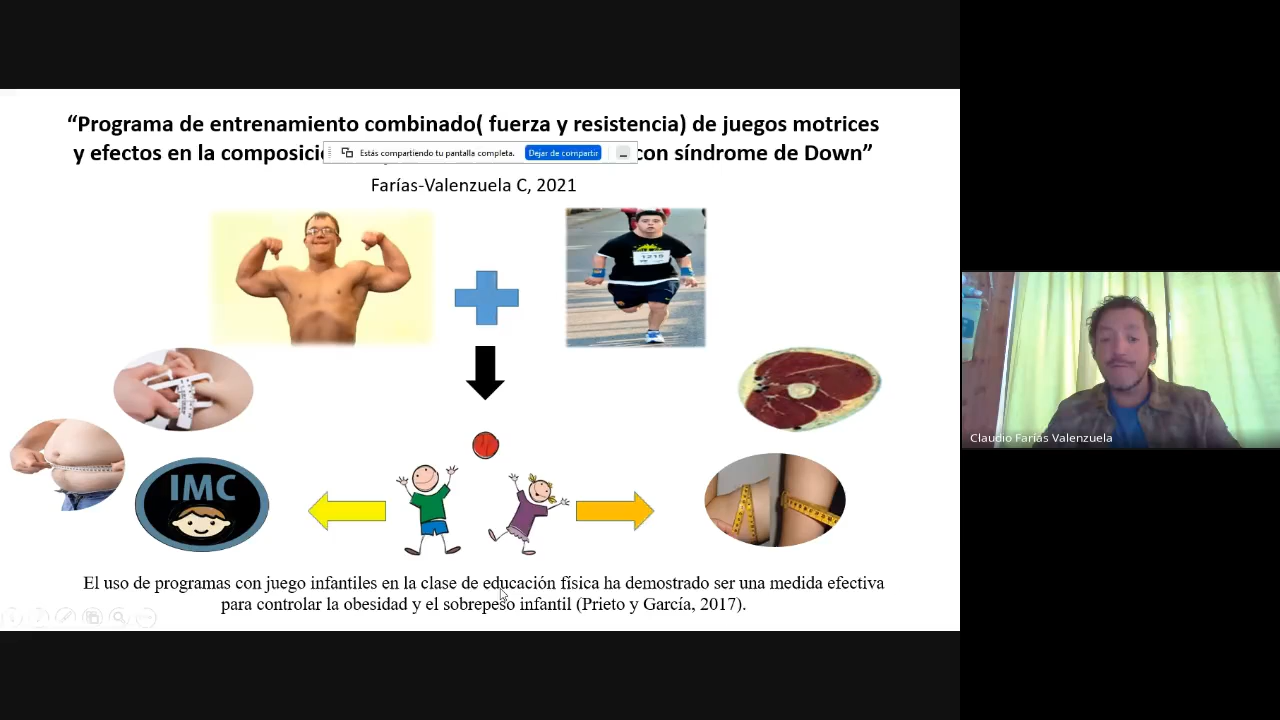 “Programa de entrenamiento combinado( fuerza y resistencia) de juegos motrices
y efectos en la composici con síndrome de Down”
Estás compartiendo tu pantalla completa. Dejar de compartir
Farías-Valenzuela C, 2021
1219
IMC
Claudio Farías Valenzuela
El uso de programas con juego infantiles en la clase de educación física ha demostrado ser una medida efectiva
para controlar la obesidad y el sobrepeso infantil (Prieto y García, 2017).